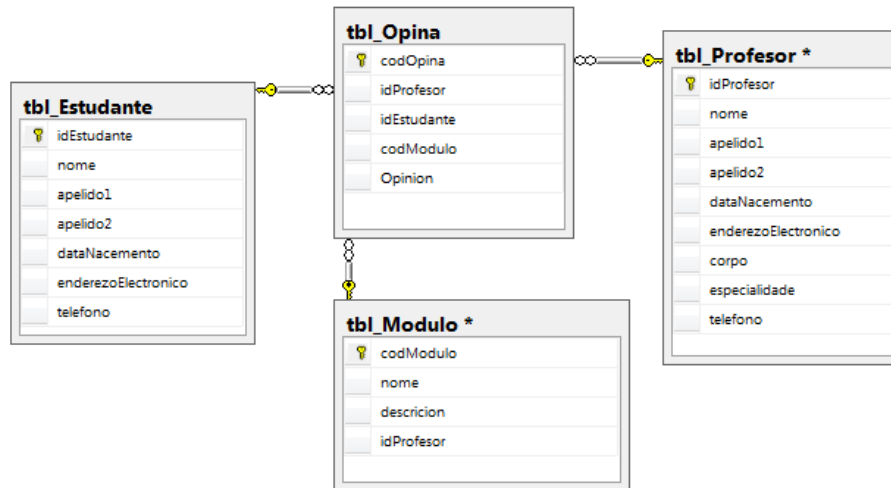 tbl_Opina
codOpina
idProfesor
idEstudante
codModulo
Opinion
tbl_Profesor *
idProfesor
nome
apelido1
apelido2
dataNacemento
enderezoElectronico
corpo
especialidade
telefono
tbl_Estudante
idEstudante
nome
apelido1
apelido2
dataNacemento
enderezoElectronico
telefono
tbl_Modulo *
codModulo
nome
descricion
idProfesor